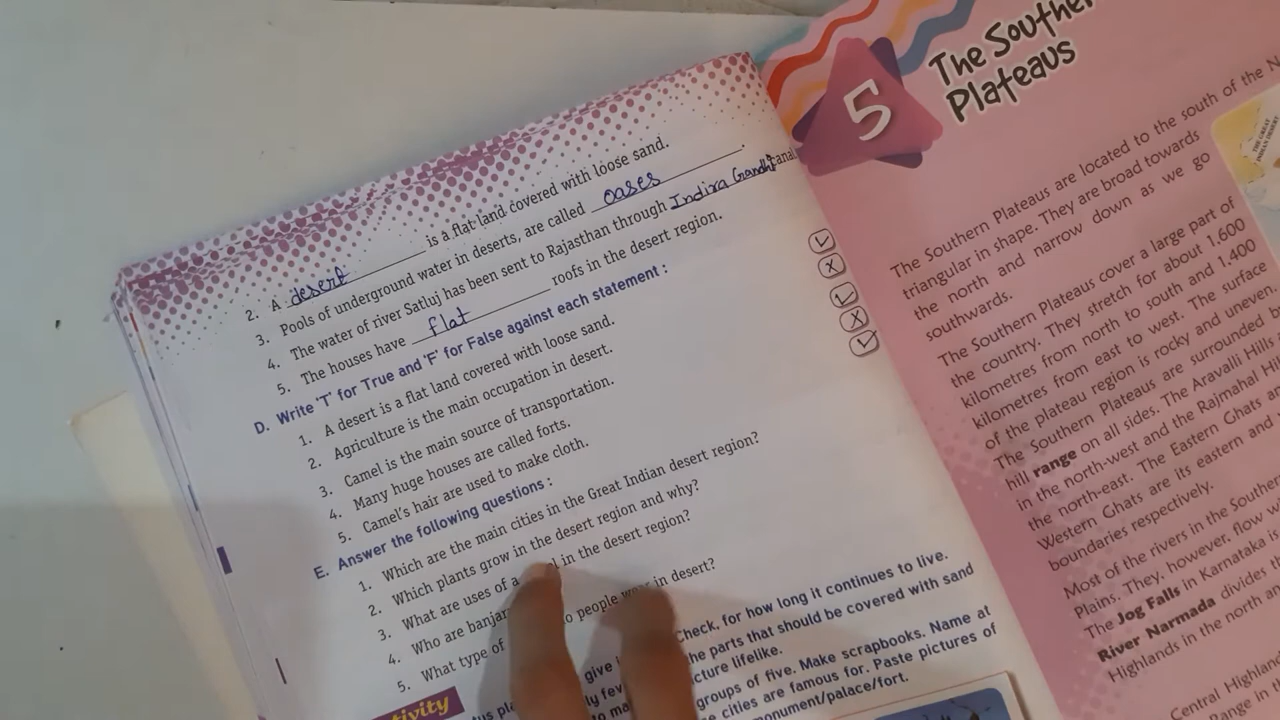 2. A desert is a flat land covered with loose sand.
3. Pools of underground water in deserts, are called oases.
4. The water of river Satluj has been sent to Rajasthan through Indira Gandhi Canal
5. The houses have flat roofs in the desert region.
D. Write 'T' for True and 'F' for False against each statement :
1. A desert is a flat land covered with loose sand. ✓
2. Agriculture is the main occupation in desert. x
3. Camel is the main source of transportation. ✓
4. Many huge houses are called forts. x
5. Camel's hair are used to make cloth. ✓
E. Answer the following questions :
1. Which are the main cities in the Great Indian desert region?
2. Which plants grow in the desert region and why?
3. What are uses of a in the desert region?
4. Who are banjar
5. What type of people in desert?
Check, for how long it continues to live.
give the parts that should be covered with sand
picture lifelike.
groups of five. Make scrapbooks. Name at
cities are famous for. Paste pictures of
monument/palace/fort.
5
The Souther
Plateaus
THE GREAT
INDIAN DESERT
The Southern Plateaus are located to the south of the N
triangular in shape. They are broad towards
the north and narrow down as we go
southwards.
The Southern Plateaus cover a large part of
the country. They stretch for about 1,600
kilometres from north to south and 1,400
kilometres from east to west. The surface
of the plateau region is rocky and uneven.
The Southern Plateaus are surrounded b
hill range on all sides. The Aravalli Hills
in the north-west and the Rajmahal Hil
the north-east. The Eastern Ghats an
Western Ghats are its eastern and
boundaries respectively.
Most of the rivers in the Souther
Plains. They, however, flow w
The Jog Falls in Karnataka is
River Narmada divides th
Highlands in the north an
Central Highlan
range in